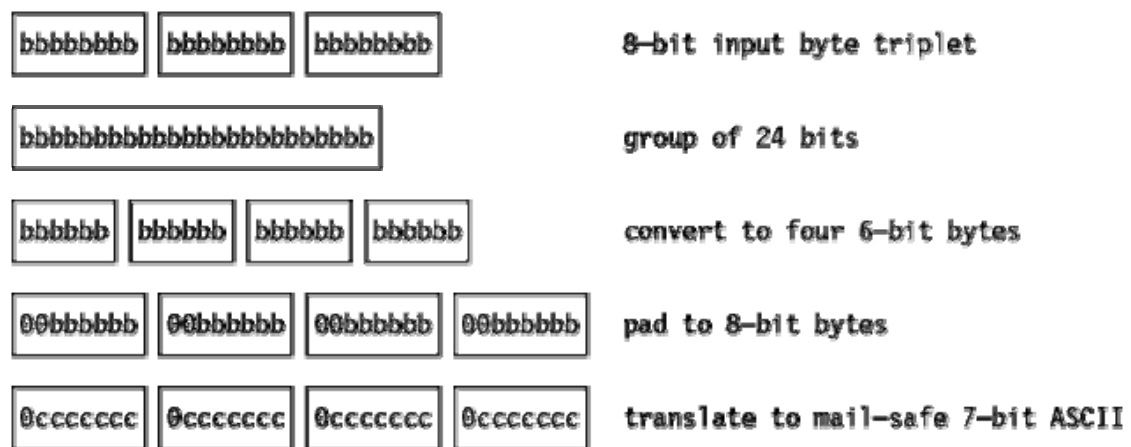 bbbbbbbb bbbbbbbb bbbbbbbb 8-bit input byte triplet
bbbbbbbbbbbbbbbbbbbbbbbb group of 24 bits
bbbbbb bbbbbb bbbbbb bbbbbb convert to four 6-bit bytes
00bbbbbb 00bbbbbb 00bbbbbb 00bbbbbb pad to 8-bit bytes
0ccccccc 0ccccccc 0ccccccc 0ccccccc translate to mail-safe 7-bit ASCII